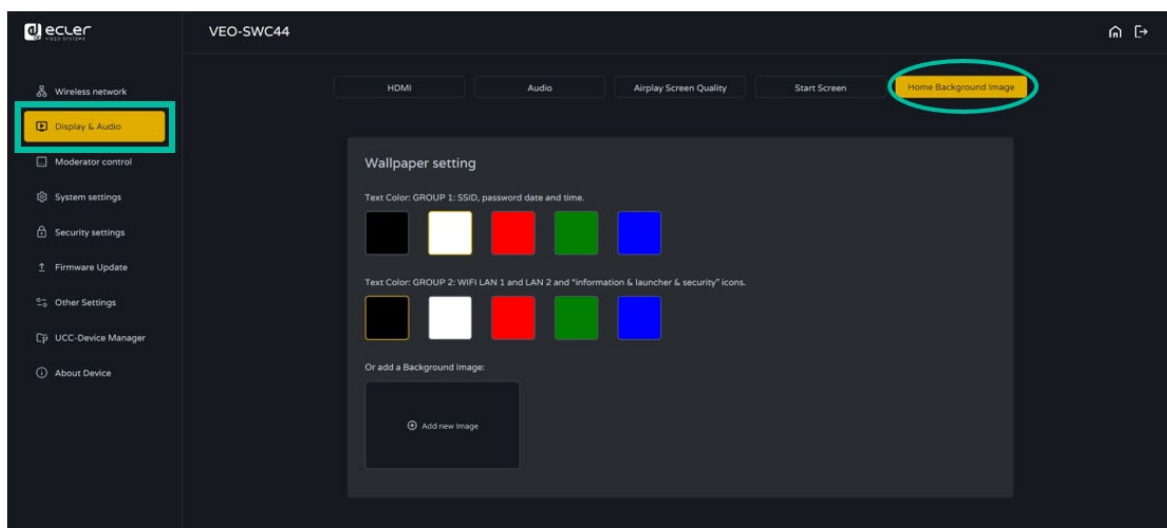 ecler
VIDEO SYSTEMS
VEO-SWC44
Wireless network
Display & Audio
Moderator control
System settings
Security settings
Firmware Update
Other Settings
UCC-Device Manager
About Device
HDMI Audio Airplay Screen Quality Start Screen Home Background Image
Wallpaper setting
Text Color: GROUP 1: SSID, password date and time.
Text Color: GROUP 2: WIFI LAN 1 and LAN 2 and "information & launcher & security" icons.
Or add a Background Image:
Add new Image